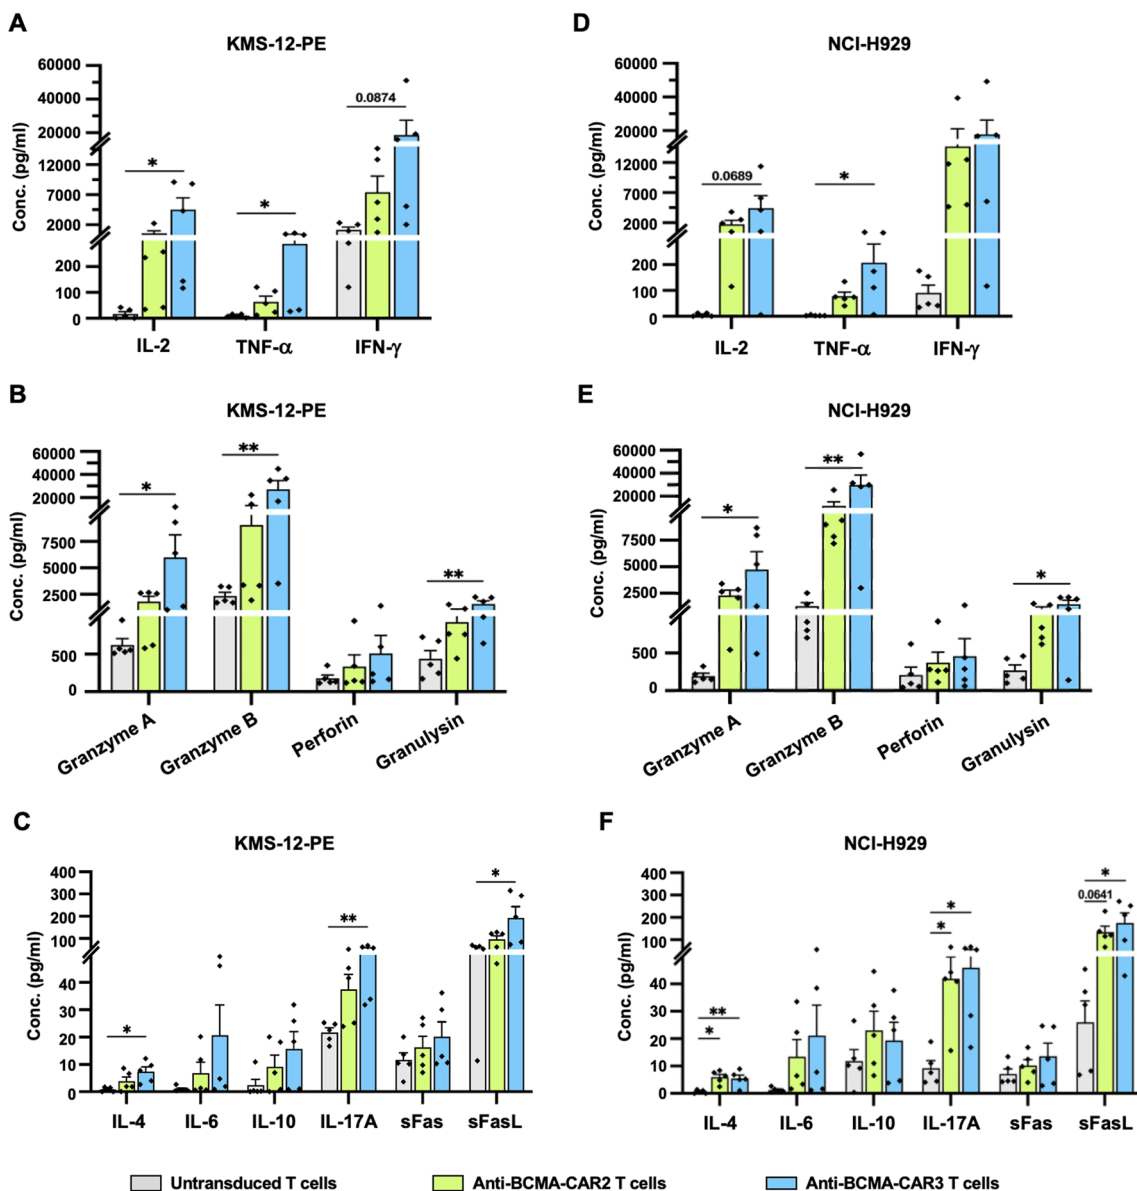 A
KMS-12-PE
Conc. (pg/ml)
60000
40000
20000
12000
7000
2000
200
100
0
*
*
0.0874
IL-2
TNF-α
IFN-γ
D
NCI-H929
Conc. (pg/ml)
60000
40000
20000
12000
7000
2000
200
100
0
0.0689
*
IL-2
TNF-α
IFN-γ
B
KMS-12-PE
Conc. (pg/ml)
60000
40000
20000
7500
5000
2500
500
0
*
**
**
Granzyme A
Granzyme B
Perforin
Granulysin
E
NCI-H929
Conc. (pg/ml)
60000
40000
20000
7500
5000
2500
500
0
*
**
*
Granzyme A
Granzyme B
Perforin
Granulysin
C
KMS-12-PE
Conc. (pg/ml)
400
300
200
100
40
30
20
10
0
*
**
*
IL-4
IL-6
IL-10
IL-17A
sFas
sFasL
F
NCI-H929
Conc. (pg/ml)
400
300
200
100
40
30
20
10
0
**
*
*
*
*
0.0641
IL-4
IL-6
IL-10
IL-17A
sFas
sFasL
Untransduced T cells
Anti-BCMA-CAR2 T cells
Anti-BCMA-CAR3 T cells